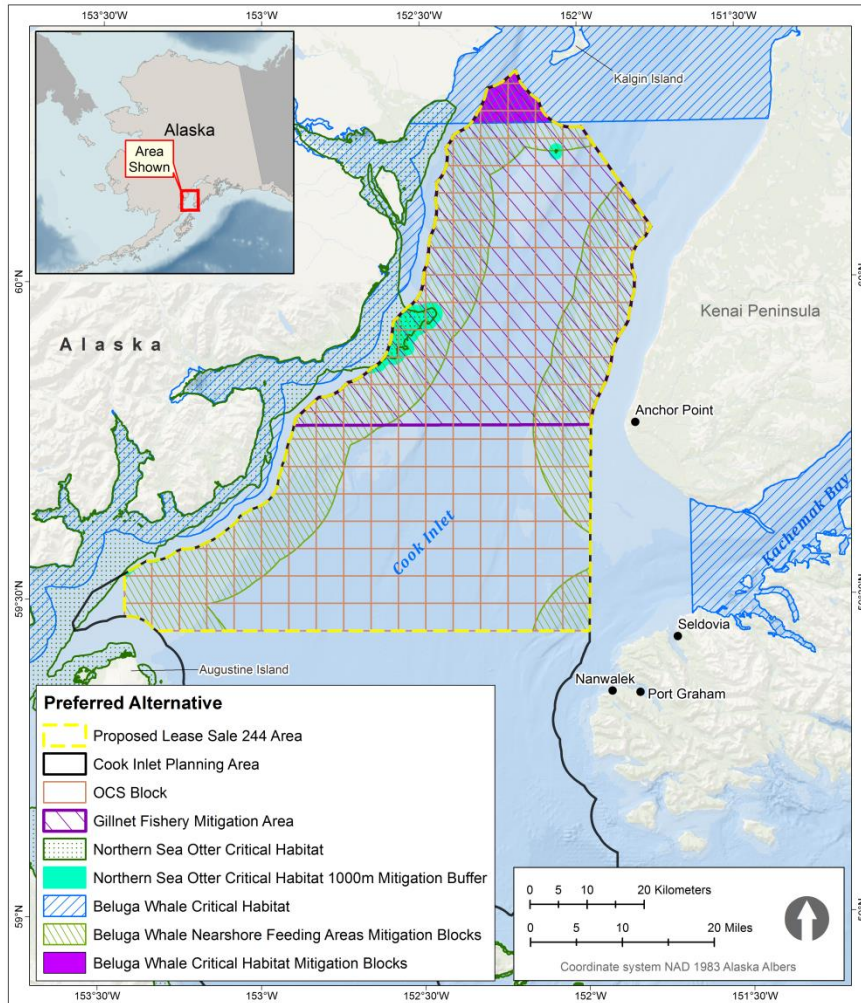 153°30'W
153°W
152°30'W
152°W
151°30'W
Kalgin Island
Alaska
Area
Shown
60°N
60°N
Kenai Peninsula
Alaska
Anchor Point
Cook Inlet
Kachemak Bay
59°30'N
59°30'N
Seldovia
Augustine Island
Nanwalek
Port Graham
Preferred Alternative
Proposed Lease Sale 244 Area
Cook Inlet Planning Area
OCS Block
Gillnet Fishery Mitigation Area
Northern Sea Otter Critical Habitat
Northern Sea Otter Critical Habitat 1000m Mitigation Buffer
Beluga Whale Critical Habitat
Beluga Whale Nearshore Feeding Areas Mitigation Blocks
Beluga Whale Critical Habitat Mitigation Blocks
0 5 10 20 Kilometers
0 5 10 20 Miles
59°N
59°N
Coordinate system NAD 1983 Alaska Albers
153°30'W
153°W
152°30'W
152°W
151°30'W